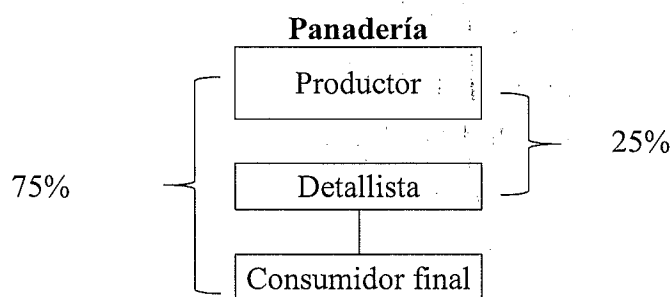 Panadería
Productor
25%
75%
Detallista
Consumidor final